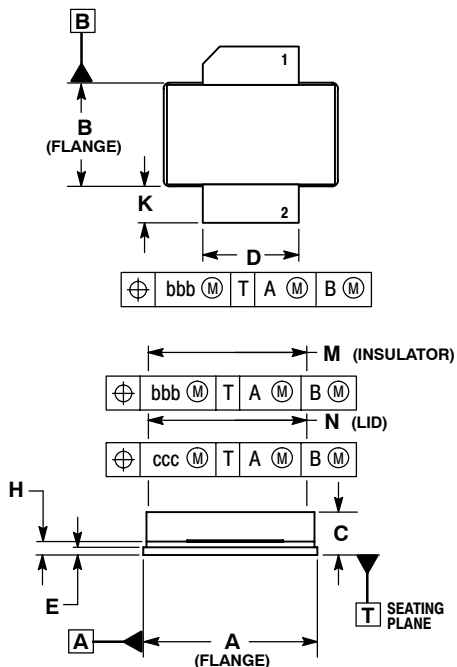 B
1
B
(FLANGE)
K
2
D
⌖ bbb Ⓜ T A Ⓜ B Ⓜ
M (INSULATOR)
⌖ bbb Ⓜ T A Ⓜ B Ⓜ
N (LID)
⌖ ccc Ⓜ T A Ⓜ B Ⓜ
H
C
E
T SEATING
PLANE
A
A
(FLANGE)